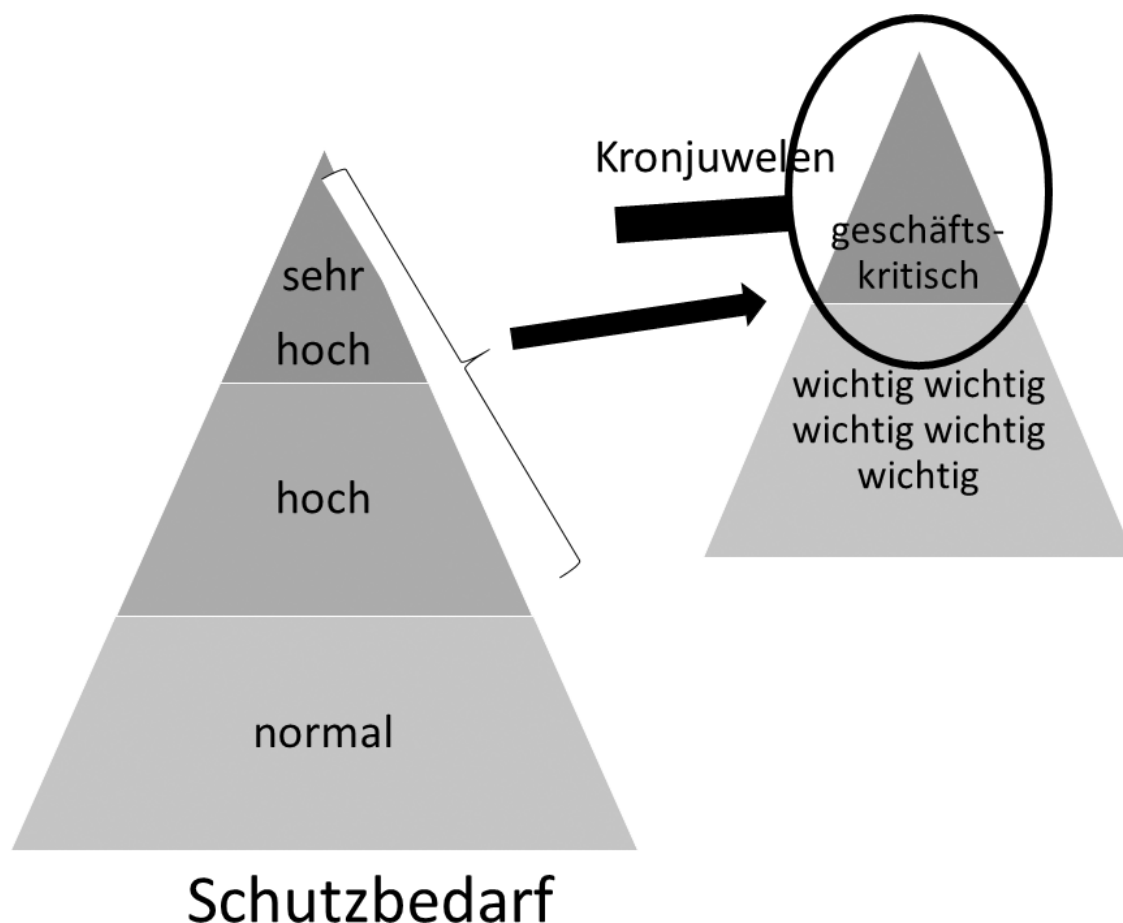 sehr
hoch
hoch
normal
Schutzbedarf
Kronjuwelen
geschäfts-
kritisch
wichtig wichtig
wichtig wichtig
wichtig